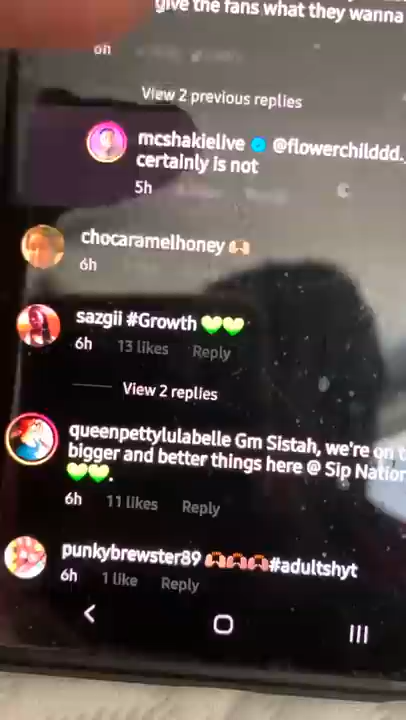 give the fans what they wanna
6h
View 2 previous replies
mcshakielive @flowerchilddd.
certainly is not
5h
chocaramelhoney 🙌🏽
6h
sazgii #Growth 💚💚
6h 13 likes Reply
View 2 replies
queenpettylulabelle Gm Sistah, we're on t
bigger and better things here @ Sip Nation
💚💚.
6h 11 likes Reply
punkybrewster89 🙌🏽🙌🏽🙌🏽#adultshyt
6h 1 like Reply